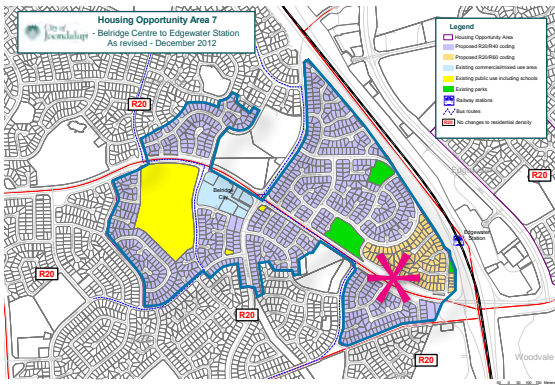 City of
Joondalup
Housing Opportunity Area 7
- Belridge Centre to Edgewater Station
As revised - December 2012
Legend
Housing Opportunity Area
Proposed R20/R40 coding
Proposed R20/R60 coding
Existing commercial/mixed use area
Existing public use including schools
Existing parks
Railway stations
Bus routes
R20 No changes to residential density
R20
R20
Belridge
City
Edgewater
Station
R20
R20
R20
Woodvale